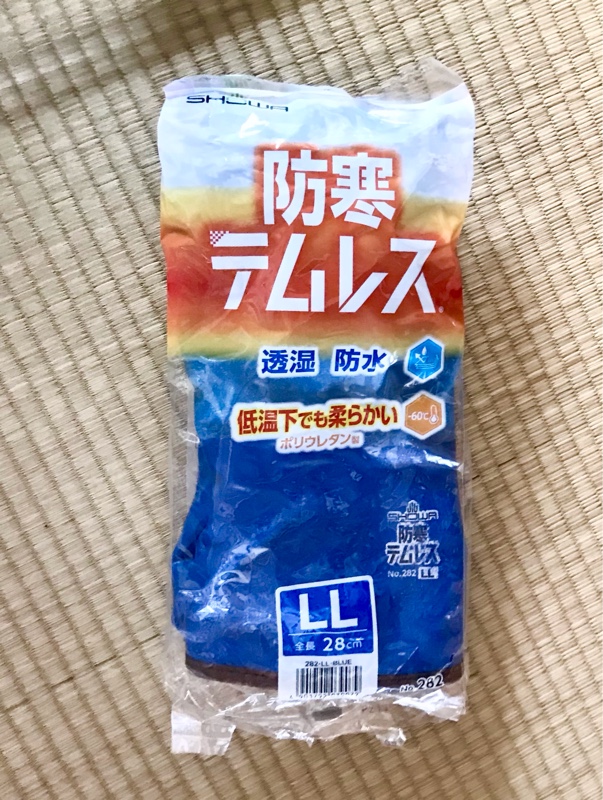 SHOWA
防寒
テムレス®
透湿 防水
低温下でも柔らかい
-60℃
ポリウレタン製
SHOWA
防寒
テムレス
No.282 LL
LL
全長 28cm
282-LL-BLUE
No.282